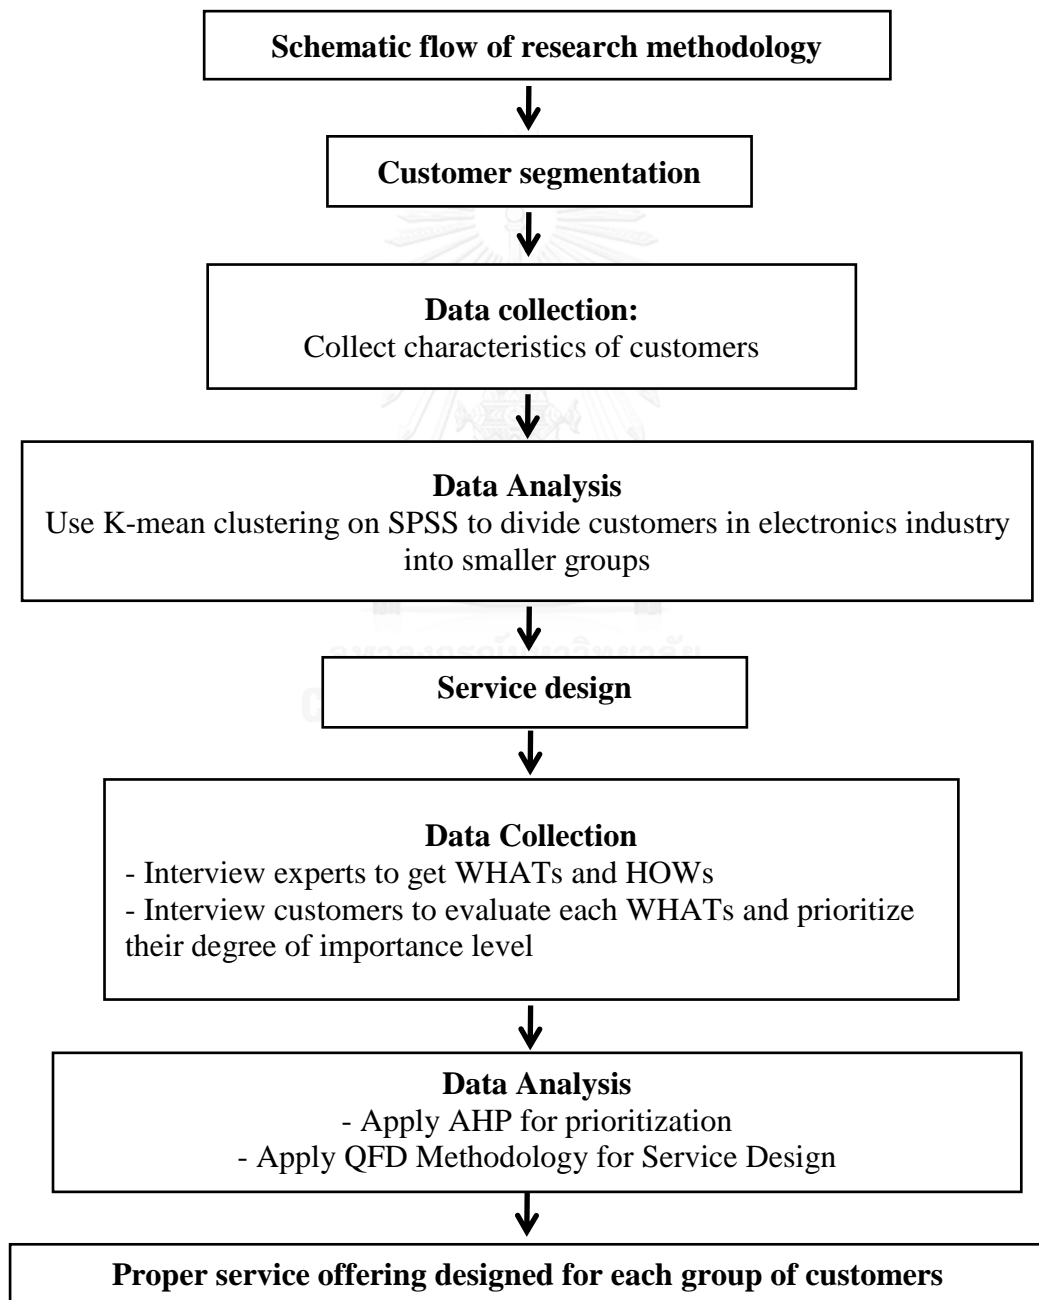 Schematic flow of research methodology
Customer segmentation
Data collection:
Collect characteristics of customers
Data Analysis
Use K-mean clustering on SPSS to divide customers in electronics industry
into smaller groups
Service design
Data Collection
- Interview experts to get WHATs and HOWs
- Interview customers to evaluate each WHATs and prioritize
their degree of importance level
Data Analysis
- Apply AHP for prioritization
- Apply QFD Methodology for Service Design
Proper service offering designed for each group of customers